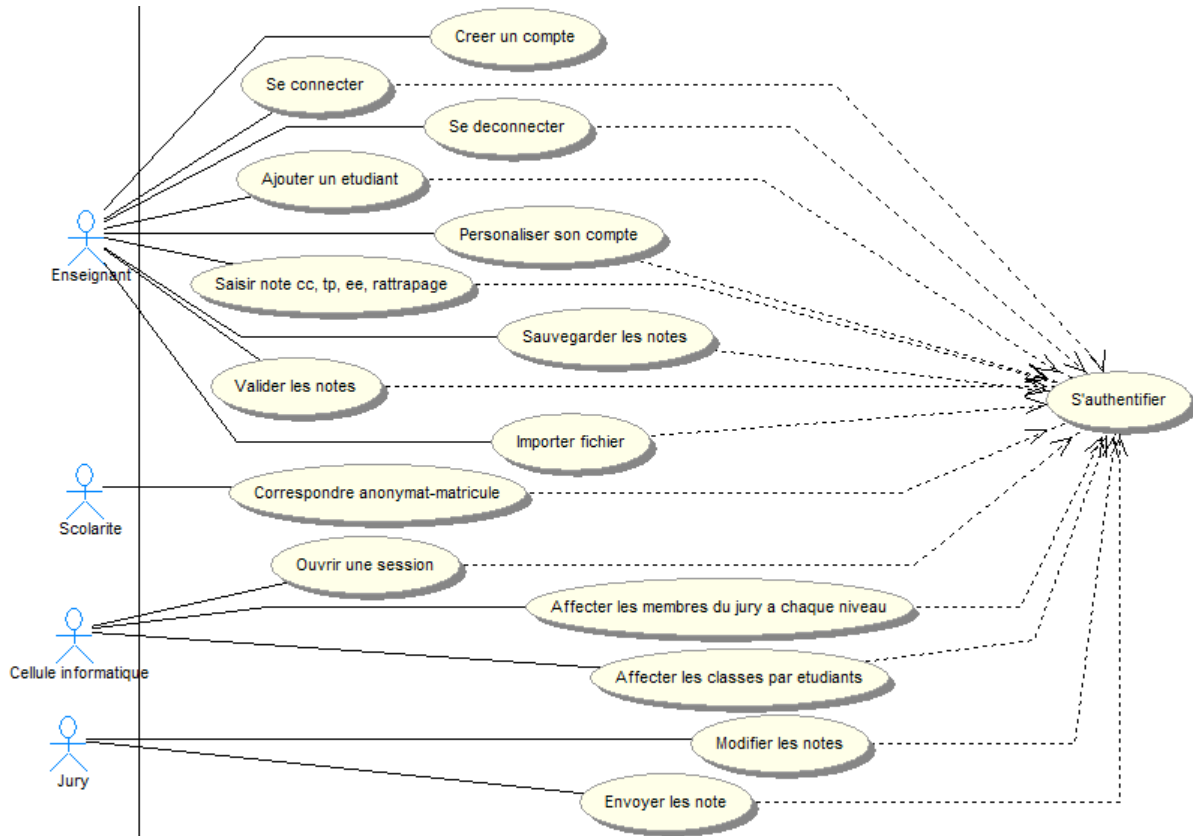 Creer un compte
Se connecter
Se deconnecter
Ajouter un etudiant
Personaliser son compte
Enseignant
Saisir note cc, tp, ee, rattrapage
Sauvegarder les notes
Valider les notes
S'authentifier
Importer fichier
Correspondre anonymat-matricule
Scolarite
Ouvrir une session
Affecter les membres du jury a chaque niveau
Cellule informatique
Affecter les classes par etudiants
Modifier les notes
Jury
Envoyer les note